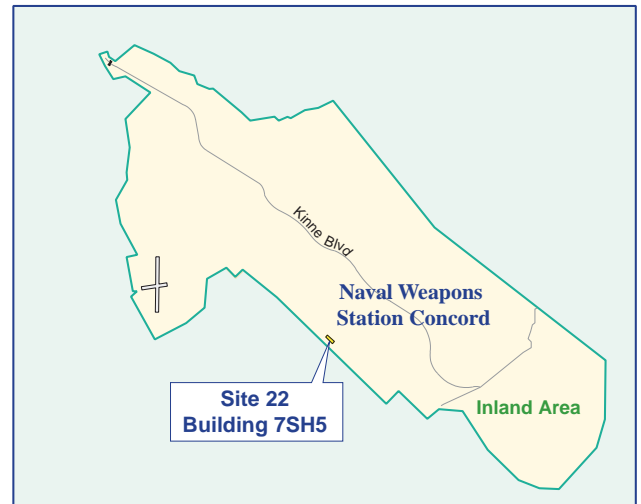 Kinne Blvd
Naval Weapons
Station Concord
Site 22
Building 7SH5
Inland Area